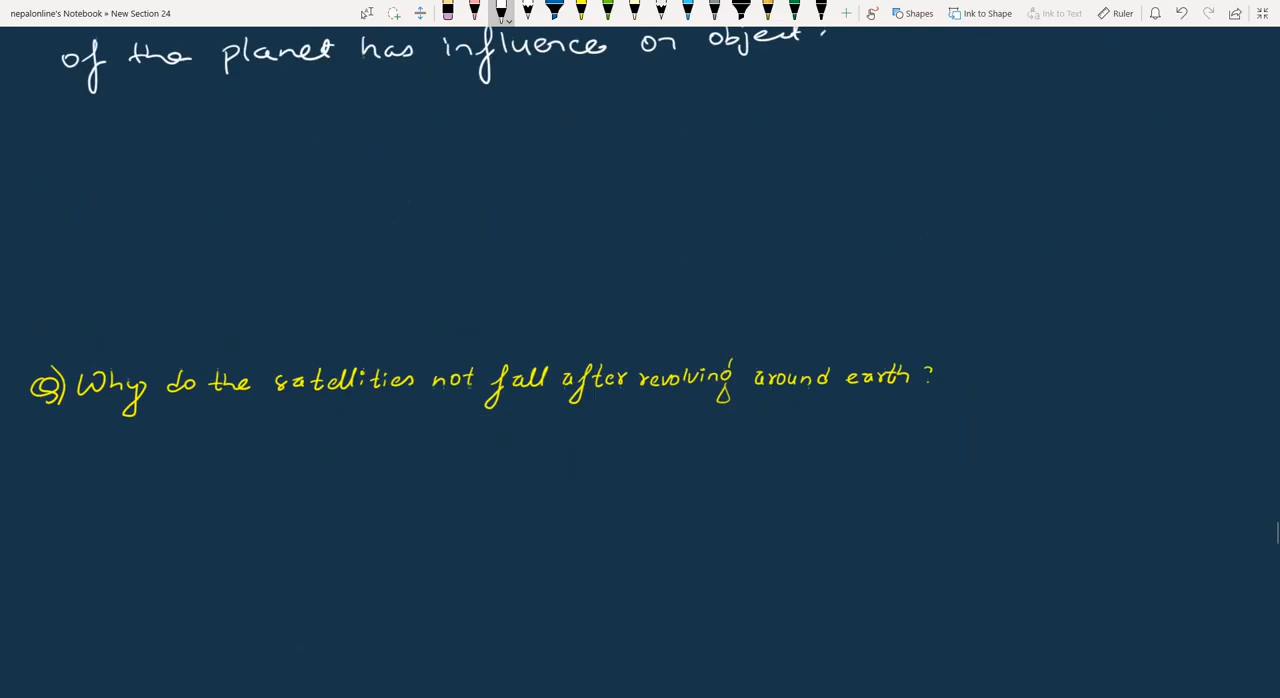 nepalonline's Notebook » New Section 24
Shapes Ink to Shape Ink to Text Ruler
of the planet has influence on object.
Q) Why do the satellities not fall after revolving around earth ?